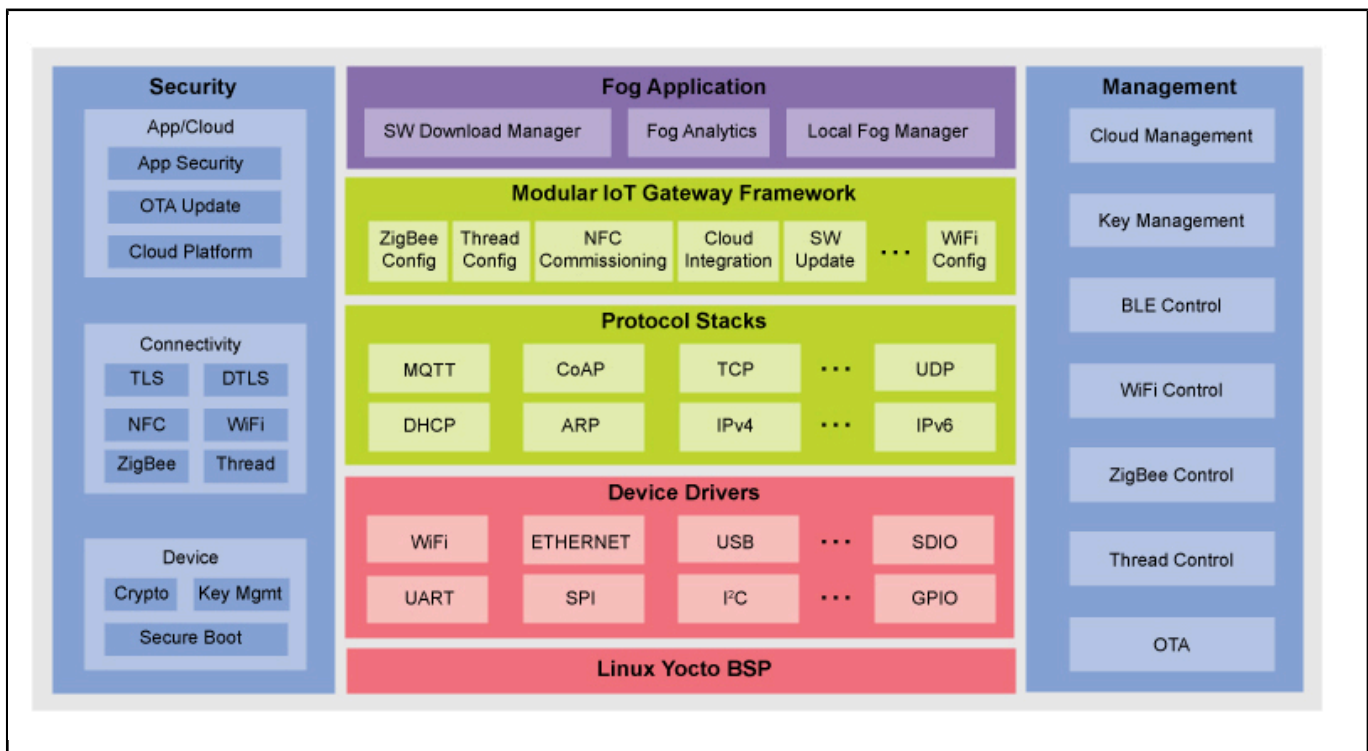 Security
App/Cloud
App Security
OTA Update
Cloud Platform
Connectivity
TLS DTLS
NFC WiFi
ZigBee Thread
Device
Crypto Key Mgmt
Secure Boot
Fog Application
SW Download Manager Fog Analytics Local Fog Manager
Modular IoT Gateway Framework
ZigBee Thread NFC Cloud SW WiFi
Config Config Commissioning Integration Update ... Config
Protocol Stacks
MQTT CoAP TCP ... UDP
DHCP ARP IPv4 ... IPv6
Device Drivers
WiFi ETHERNET USB ... SDIO
UART SPI I²C ... GPIO
Linux Yocto BSP
Management
Cloud Management
Key Management
BLE Control
WiFi Control
ZigBee Control
Thread Control
OTA